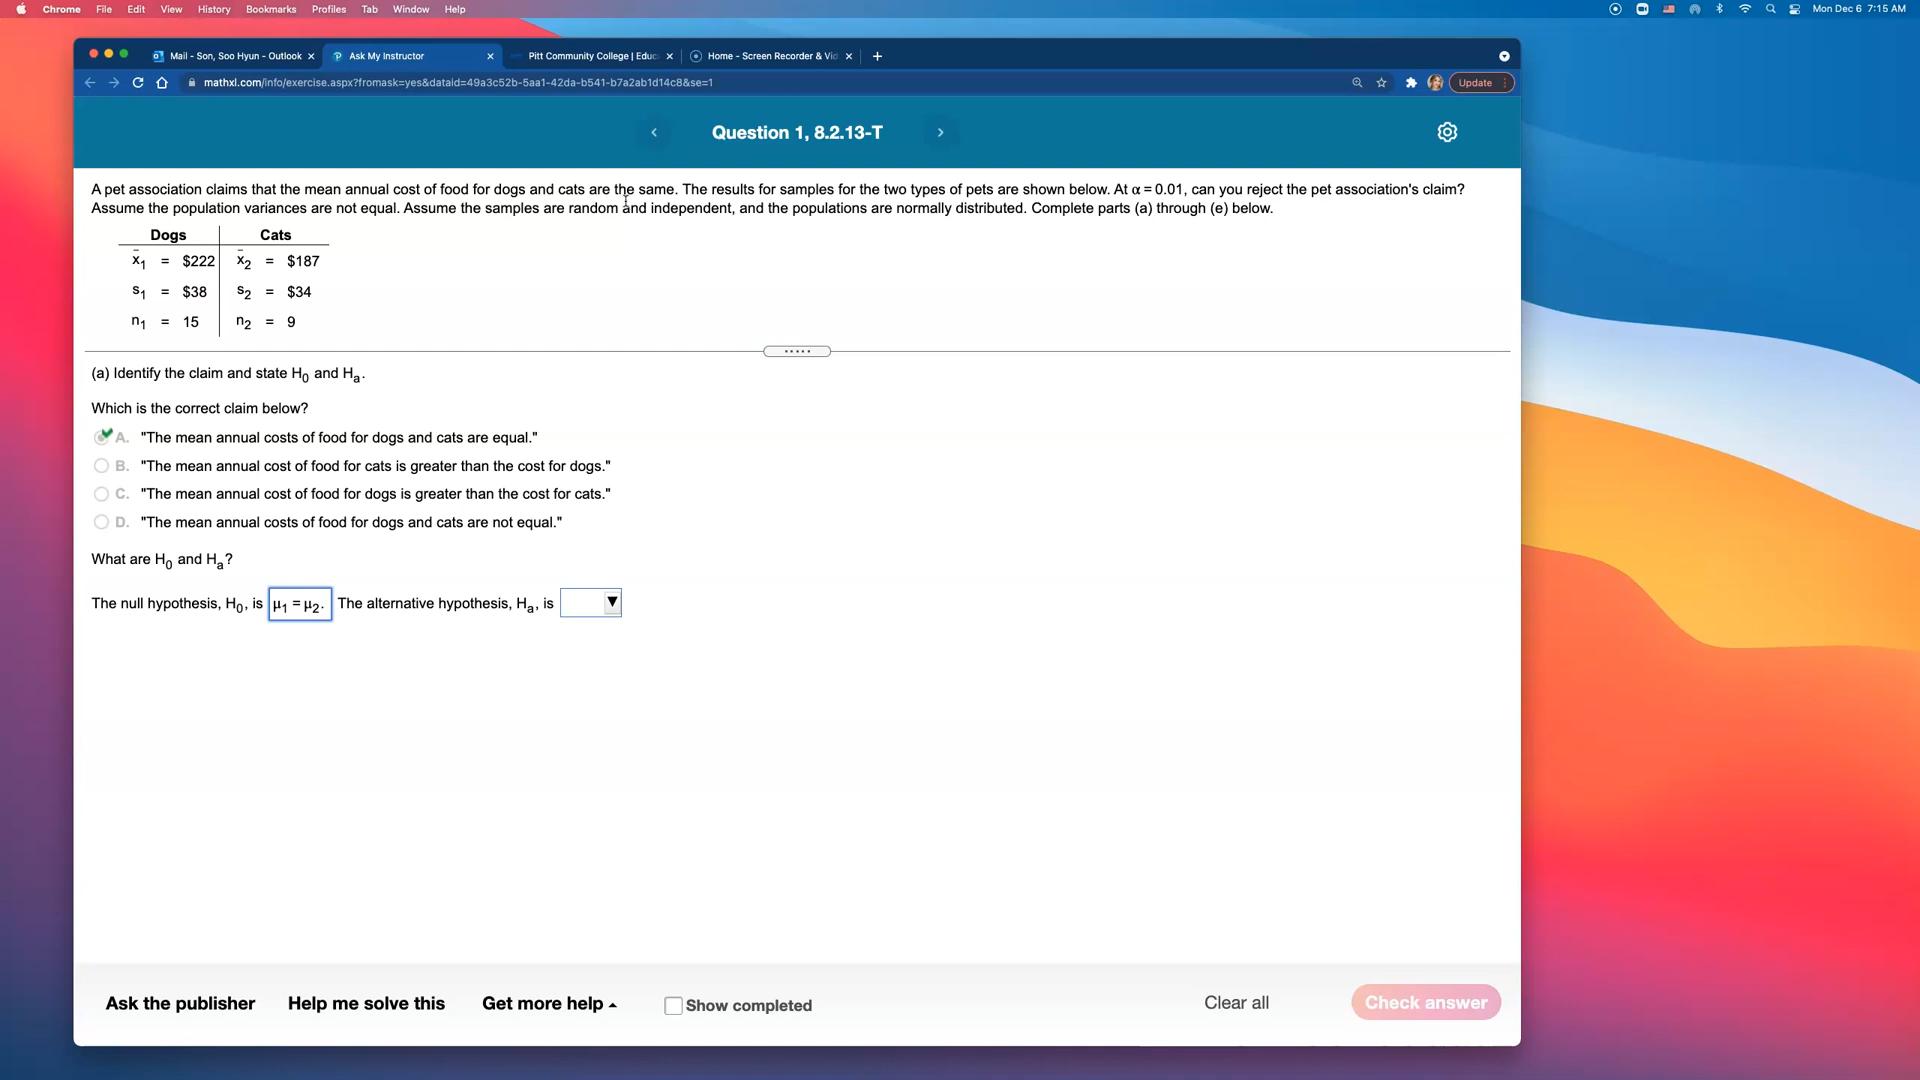 Chrome File Edit View History Bookmarks Profiles Tab Window Help Mon Dec 6 7:15 AM
Mail - Son, Soo Hyun - Outlook Ask My Instructor Pitt Community College | Educ Home - Screen Recorder & Vid
mathxl.com/info/exercise.aspx?fromask=yes&dataid=49a3c52b-5aa1-42da-b541-b7a2ab1d14c8&se=1 Update
Question 1, 8.2.13-T
A pet association claims that the mean annual cost of food for dogs and cats are the same. The results for samples for the two types of pets are shown below. At α = 0.01, can you reject the pet association's claim?
Assume the population variances are not equal. Assume the samples are random and independent, and the populations are normally distributed. Complete parts (a) through (e) below.
Dogs Cats
x̄₁ = $222 x̄₂ = $187
s₁ = $38 s₂ = $34
n₁ = 15 n₂ = 9
(a) Identify the claim and state H₀ and Hₐ.
Which is the correct claim below?
A. "The mean annual costs of food for dogs and cats are equal."
B. "The mean annual cost of food for cats is greater than the cost for dogs."
C. "The mean annual cost of food for dogs is greater than the cost for cats."
D. "The mean annual costs of food for dogs and cats are not equal."
What are H₀ and Hₐ?
The null hypothesis, H₀, is μ₁ = μ₂. The alternative hypothesis, Hₐ, is
Ask the publisher Help me solve this Get more help Show completed Clear all Check answer